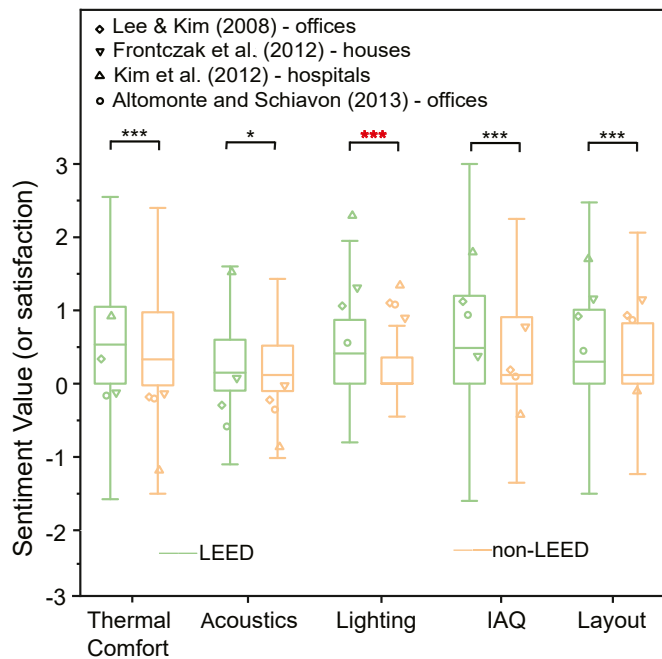 Lee & Kim (2008) - offices
Frontczak et al. (2012) - houses
Kim et al. (2012) - hospitals
Altomonte and Schiavon (2013) - offices
*** * *** *** ***
3
2
1
0
-1
-2
-3
Sentiment Value (or satisfaction)
LEED non-LEED
Thermal Comfort Acoustics Lighting IAQ Layout